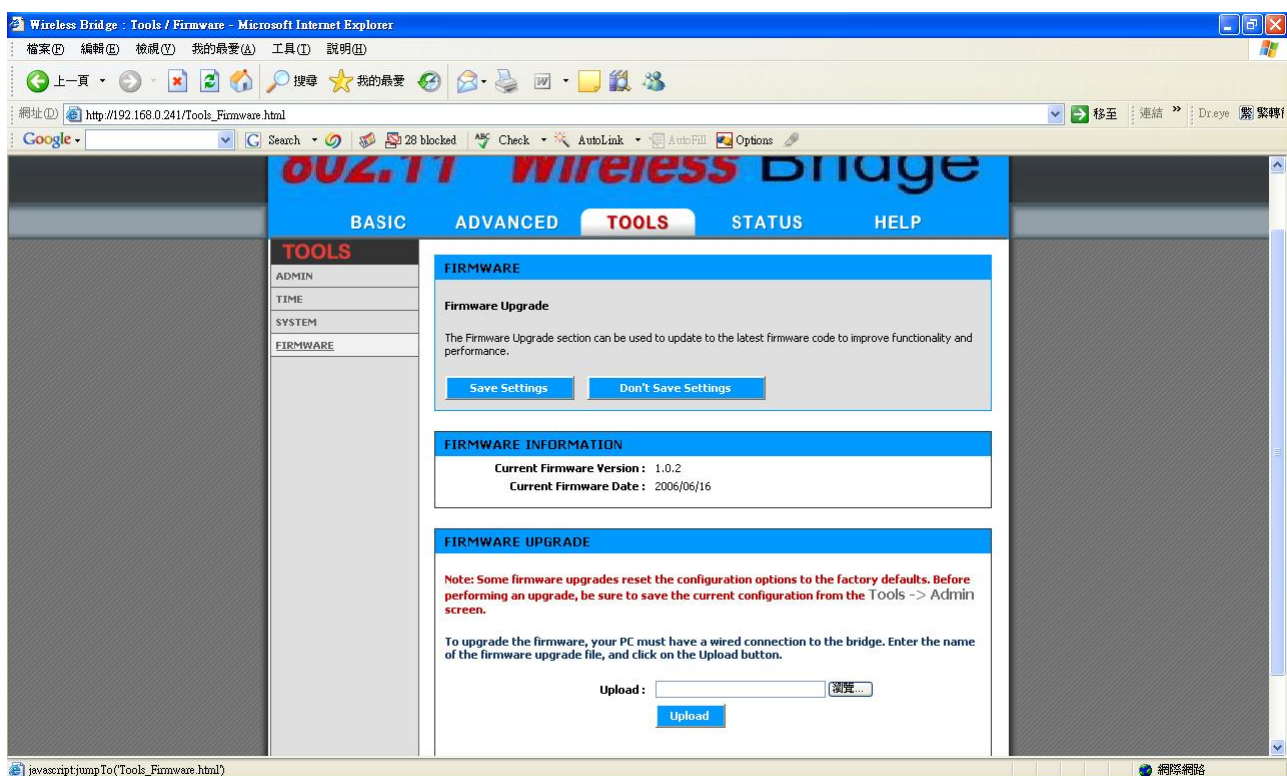 Wireless Bridge : Tools / Firmware - Microsoft Internet Explorer
檔案(F) 編輯(E) 檢視(V) 我的最愛(A) 工具(T) 說明(H)
上一頁 搜尋 我的最愛
網址(D) http://192.168.0.241/Tools_Firmware.html 移至 連結 » Dr.eye 繁 繁轉
Google Search 28 blocked Check AutoLink AutoFill Options
802.11 Wireless Bridge
BASIC ADVANCED TOOLS STATUS HELP
TOOLS
ADMIN
TIME
SYSTEM
FIRMWARE
FIRMWARE
Firmware Upgrade
The Firmware Upgrade section can be used to update to the latest firmware code to improve functionality and
performance.
Save Settings Don't Save Settings
FIRMWARE INFORMATION
Current Firmware Version : 1.0.2
Current Firmware Date : 2006/06/16
FIRMWARE UPGRADE
Note: Some firmware upgrades reset the configuration options to the factory defaults. Before
performing an upgrade, be sure to save the current configuration from the Tools -> Admin
screen.
To upgrade the firmware, your PC must have a wired connection to the bridge. Enter the name
of the firmware upgrade file, and click on the Upload button.
Upload : 瀏覽...
Upload
javascript:jumpTo('Tools_Firmware.html') 網際網路